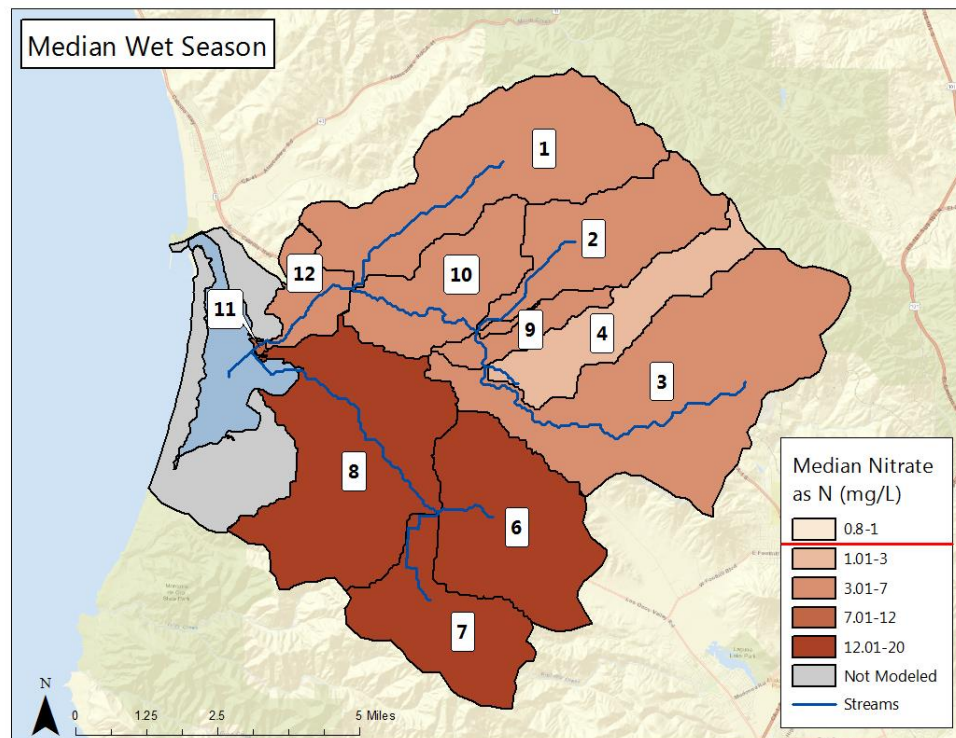 Median Wet Season
1
2
12
10
11
9
4
3
8
6
7
Median Nitrate
as N (mg/L)
0.8-1
1.01-3
3.01-7
7.01-12
12.01-20
Not Modeled
Streams
N
0 1.25 2.5 5 Miles